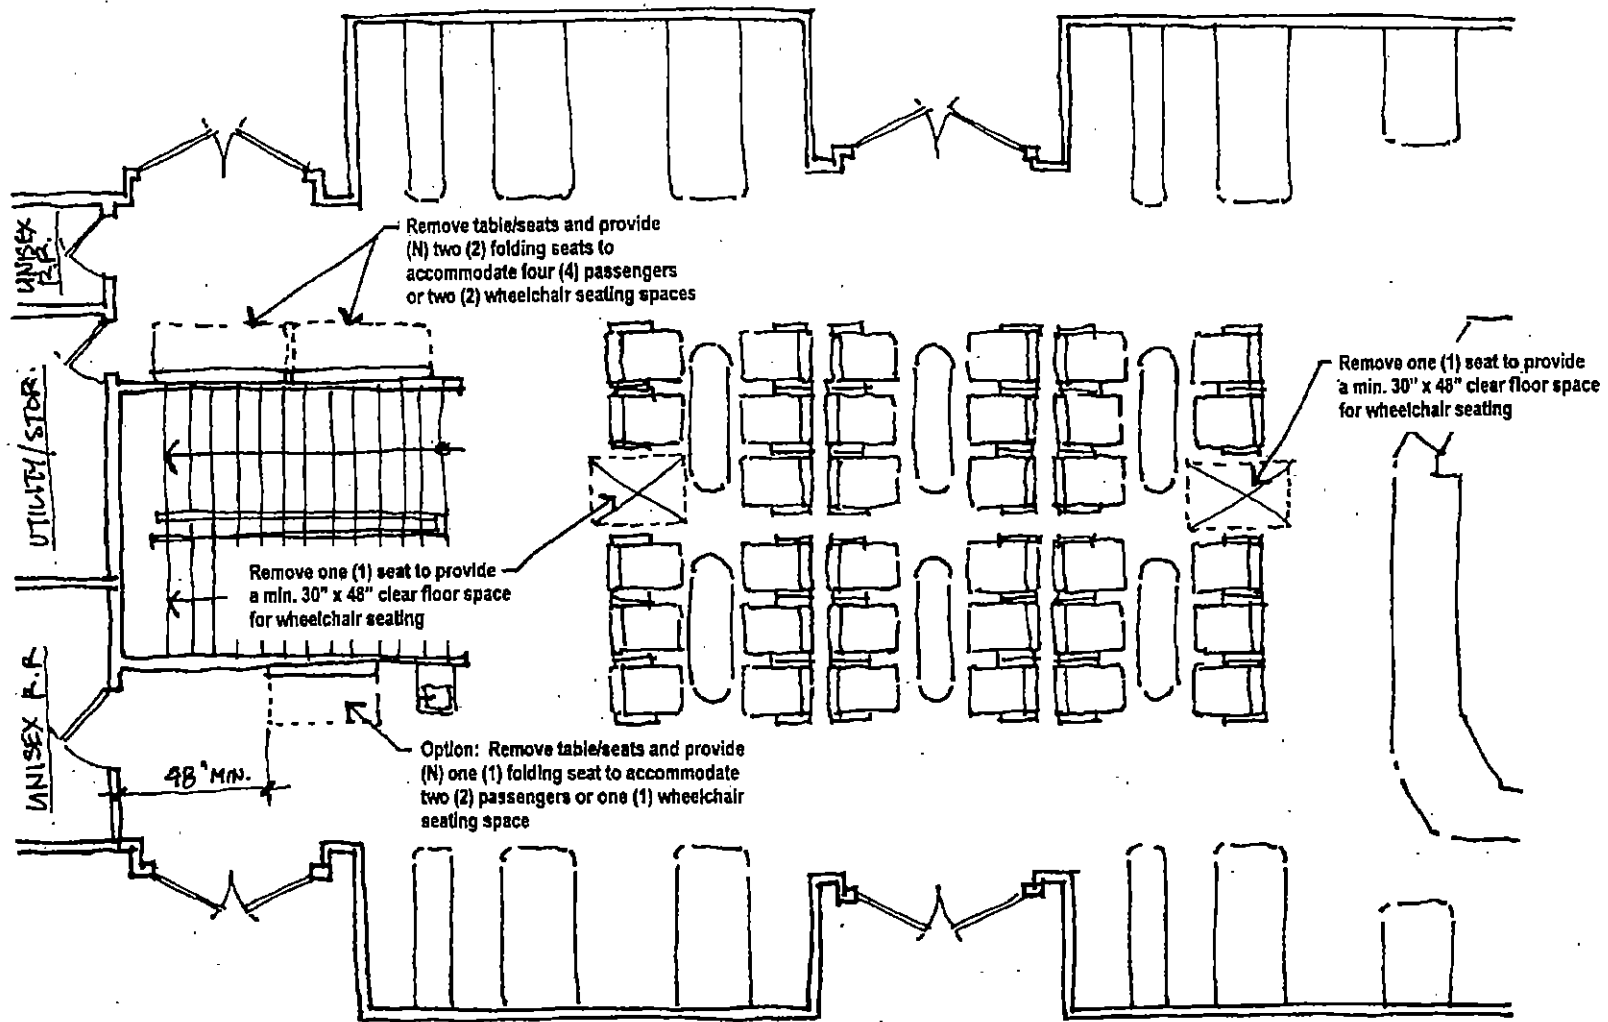 UNISEX
R.R.
Remove table/seats and provide
(N) two (2) folding seats to
accommodate four (4) passengers
or two (2) wheelchair seating spaces
Remove one (1) seat to provide
a min. 30" x 48" clear floor space
for wheelchair seating
UTILITY/STOR.
Remove one (1) seat to provide
a min. 30" x 48" clear floor space
for wheelchair seating
UNISEX R.R
48" MIN.
Option: Remove table/seats and provide
(N) one (1) folding seat to accommodate
two (2) passengers or one (1) wheelchair
seating space